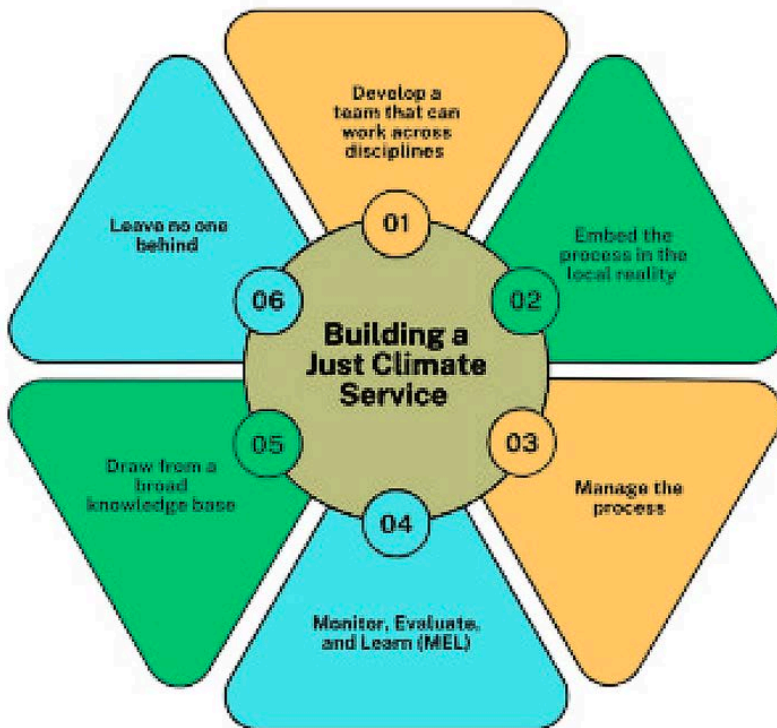 Building a
Just Climate
Service
01
Develop a
team that can
work across
disciplines
02
Embed the
process in the
local reality
03
Manage the
process
04
Monitor, Evaluate,
and Learn (MEL)
05
Draw from a
broad
knowledge base
06
Leave no one
behind